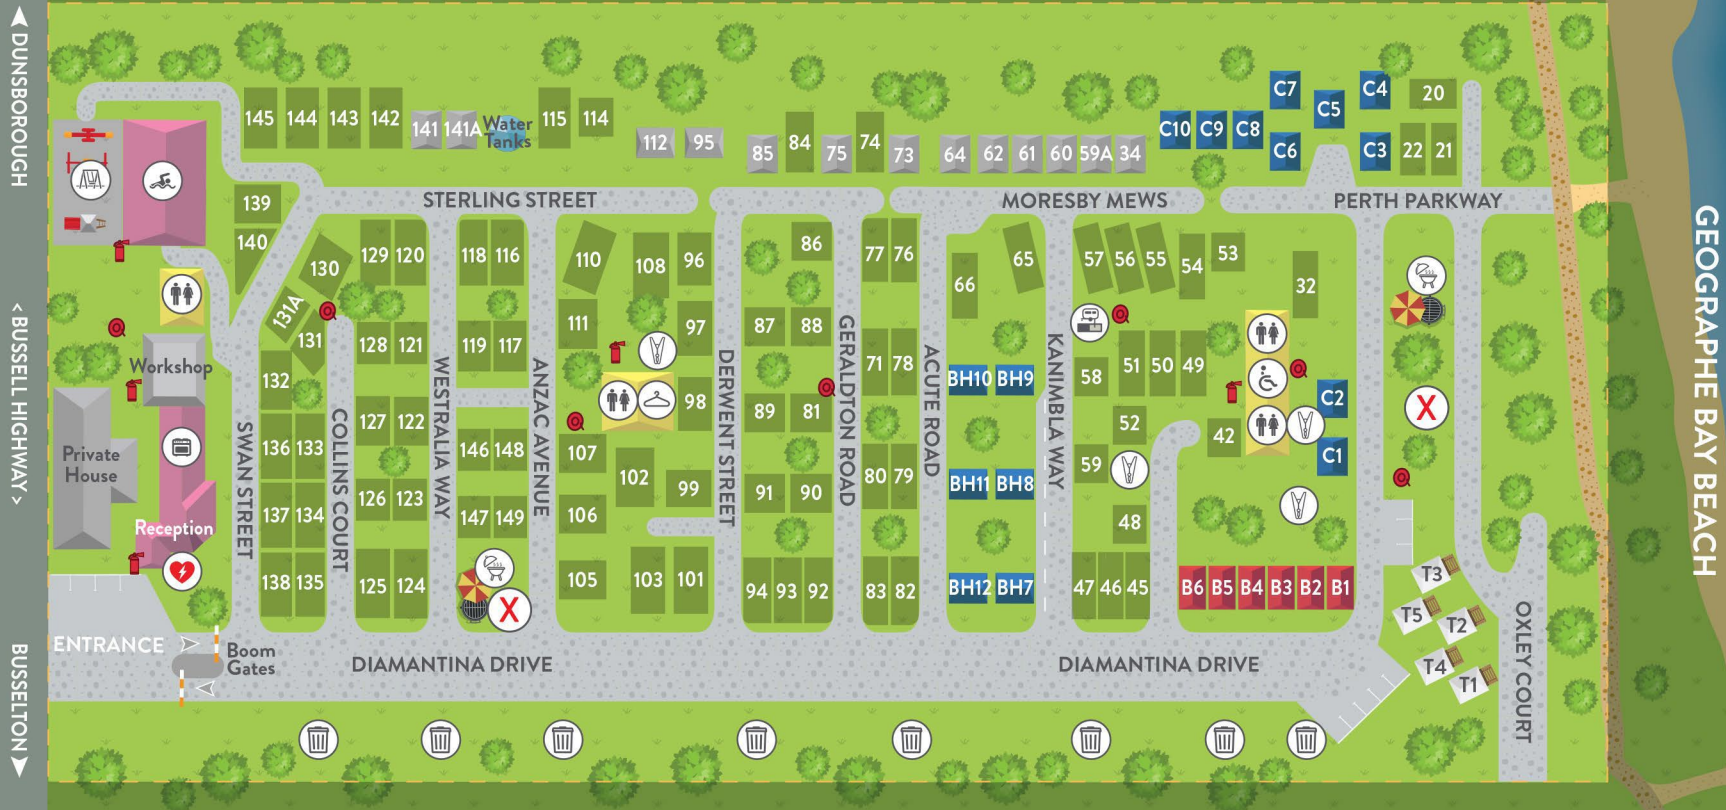 DUNSBOROUGH
< BUSSELL HIGHWAY >
BUSSELTON
145 144 143 142 141 141A
Water
Tanks
115 114
112 95
85 84 75 74 73
64 62 61 60 59A 34
C10 C9 C8
C7
C6
C5
C4
C3
20
22 21
139
140
STERLING STREET
MORESBY MEWS
PERTH PARKWAY
130
131A
131
132
136 133
137 134
138 135
129 120
128 121
127 122
126 123
125 124
118 116
119 117
146 148
147 149
X
110
108
96
111
97
98
107
102
99
106
105
103 101
86
87 88
89 81
91 90
94 93 92
77 76
71 78
80 79
83 82
66
65
BH10 BH9
BH11 BH8
BH12 BH7
57 56 55 54 53
32
58
51 50 49
52
59
42
48
47 46 45
C2
C1
B6 B5 B4 B3 B2 B1
X
T3
T5
T2
T4
T1
Workshop
Private
House
Reception
SWAN STREET
COLLINS COURT
WESTRALIA WAY
ANZAC AVENUE
DERWENT STREET
GERALDTON ROAD
ACUTE ROAD
KANIMBLA WAY
OXLEY COURT
ENTRANCE
Boom
Gates
DIAMANTINA DRIVE
DIAMANTINA DRIVE
GEOGRAPHE BAY BEACH